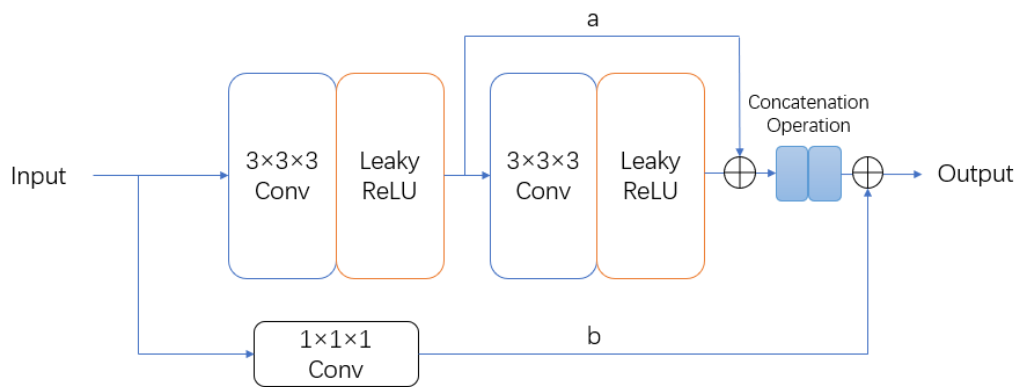 a
Concatenation
Operation
3×3×3
Conv
Leaky
ReLU
3×3×3
Conv
Leaky
ReLU
Input
Output
b
1×1×1
Conv